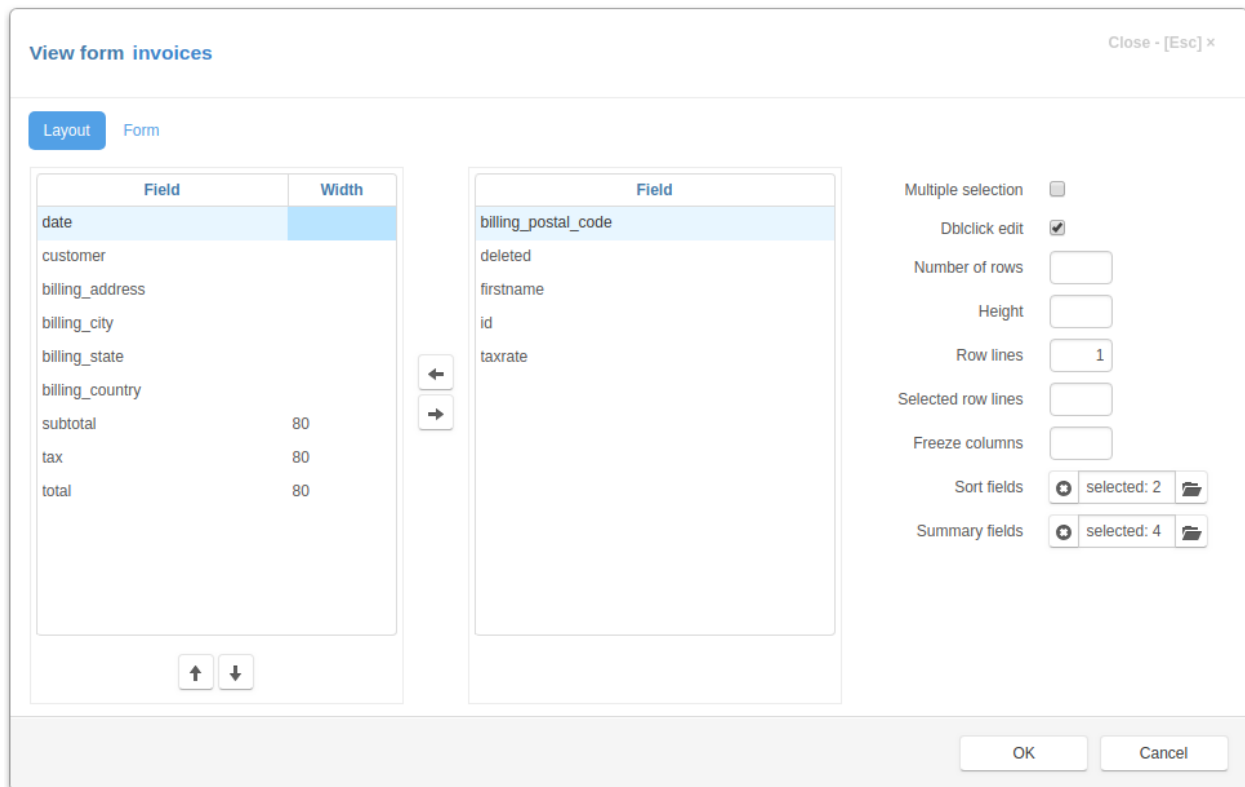 View form invoices
Close - [Esc] ×
Layout Form
Field Width
date
customer
billing_address
billing_city
billing_state
billing_country
subtotal 80
tax 80
total 80
Field
billing_postal_code
deleted
firstname
id
taxrate
Multiple selection
Dblclick edit
Number of rows
Height
Row lines 1
Selected row lines
Freeze columns
Sort fields selected: 2
Summary fields selected: 4
OK Cancel